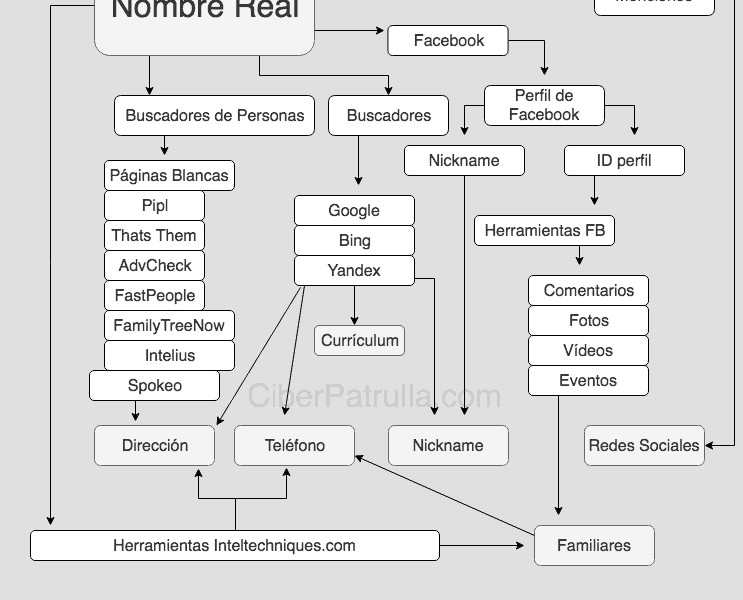 Nombre Real
Menciones
Facebook
Buscadores de Personas
Buscadores
Perfil de
Facebook
Nickname
ID perfil
Páginas Blancas
Pipl
Thats Them
AdvCheck
FastPeople
FamilyTreeNow
Intelius
Spokeo
Google
Bing
Yandex
Currículum
Herramientas FB
Comentarios
Fotos
Vídeos
Eventos
CiberPatrulla.com
Dirección
Teléfono
Nickname
Redes Sociales
Herramientas Inteltechniques.com
Familiares